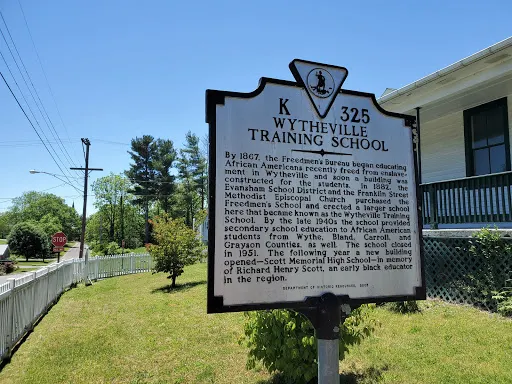 K 325
WYTHEVILLE
TRAINING SCHOOL
By 1867, the Freedmen's Bureau began educating
African Americans recently freed from enslave-
ment in Wytheville and soon a building was
constructed for the students. In 1882, the
Evansham School District and the Franklin Street
Methodist Episcopal Church purchased the
Freedmen's School and erected a larger school
here that became known as the Wytheville Training
School. By the late 1940s the school provided
secondary school education to African American
students from Wythe, Bland, Carroll, and
Grayson Counties, as well. The school closed
in 1951. The following year a new building
opened—Scott Memorial High School—in memory
of Richard Henry Scott, an early black educator
in the region.
DEPARTMENT OF HISTORIC RESOURCES,
STOP